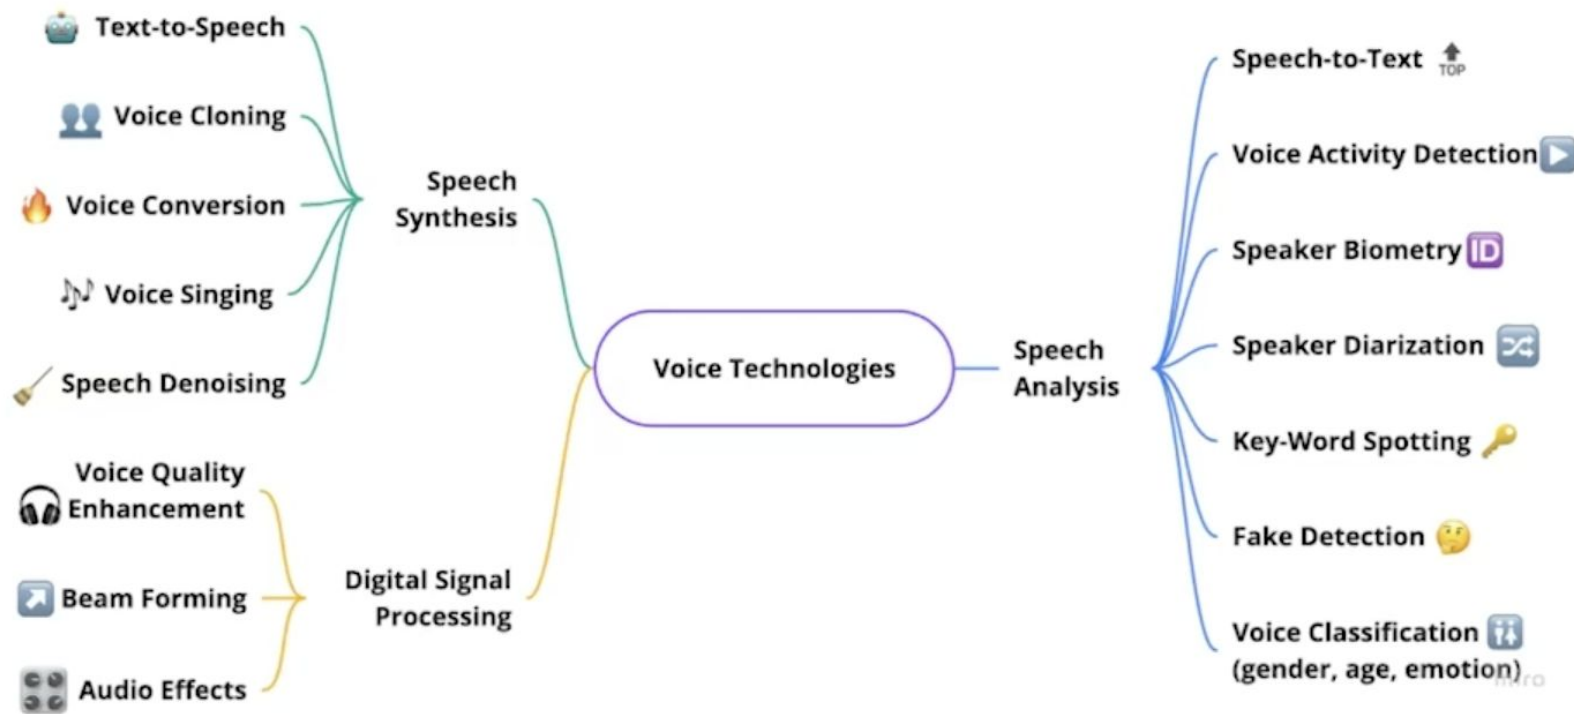 Text-to-Speech
Voice Cloning
Voice Conversion
Voice Singing
Speech Denoising
Speech
Synthesis
Voice Quality
Enhancement
Beam Forming
Audio Effects
Digital Signal
Processing
Voice Technologies
Speech
Analysis
Speech-to-Text
TOP
Voice Activity Detection
Speaker Biometry
ID
Speaker Diarization
Key-Word Spotting
Fake Detection
Voice Classification
(gender, age, emotion)
miro